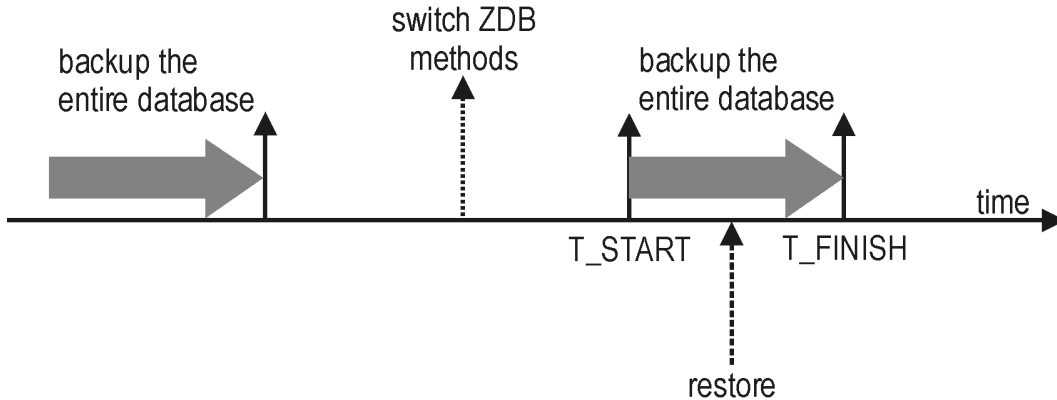 switch ZDB
methods
backup the
entire database
backup the
entire database
time
T_START
T_FINISH
restore